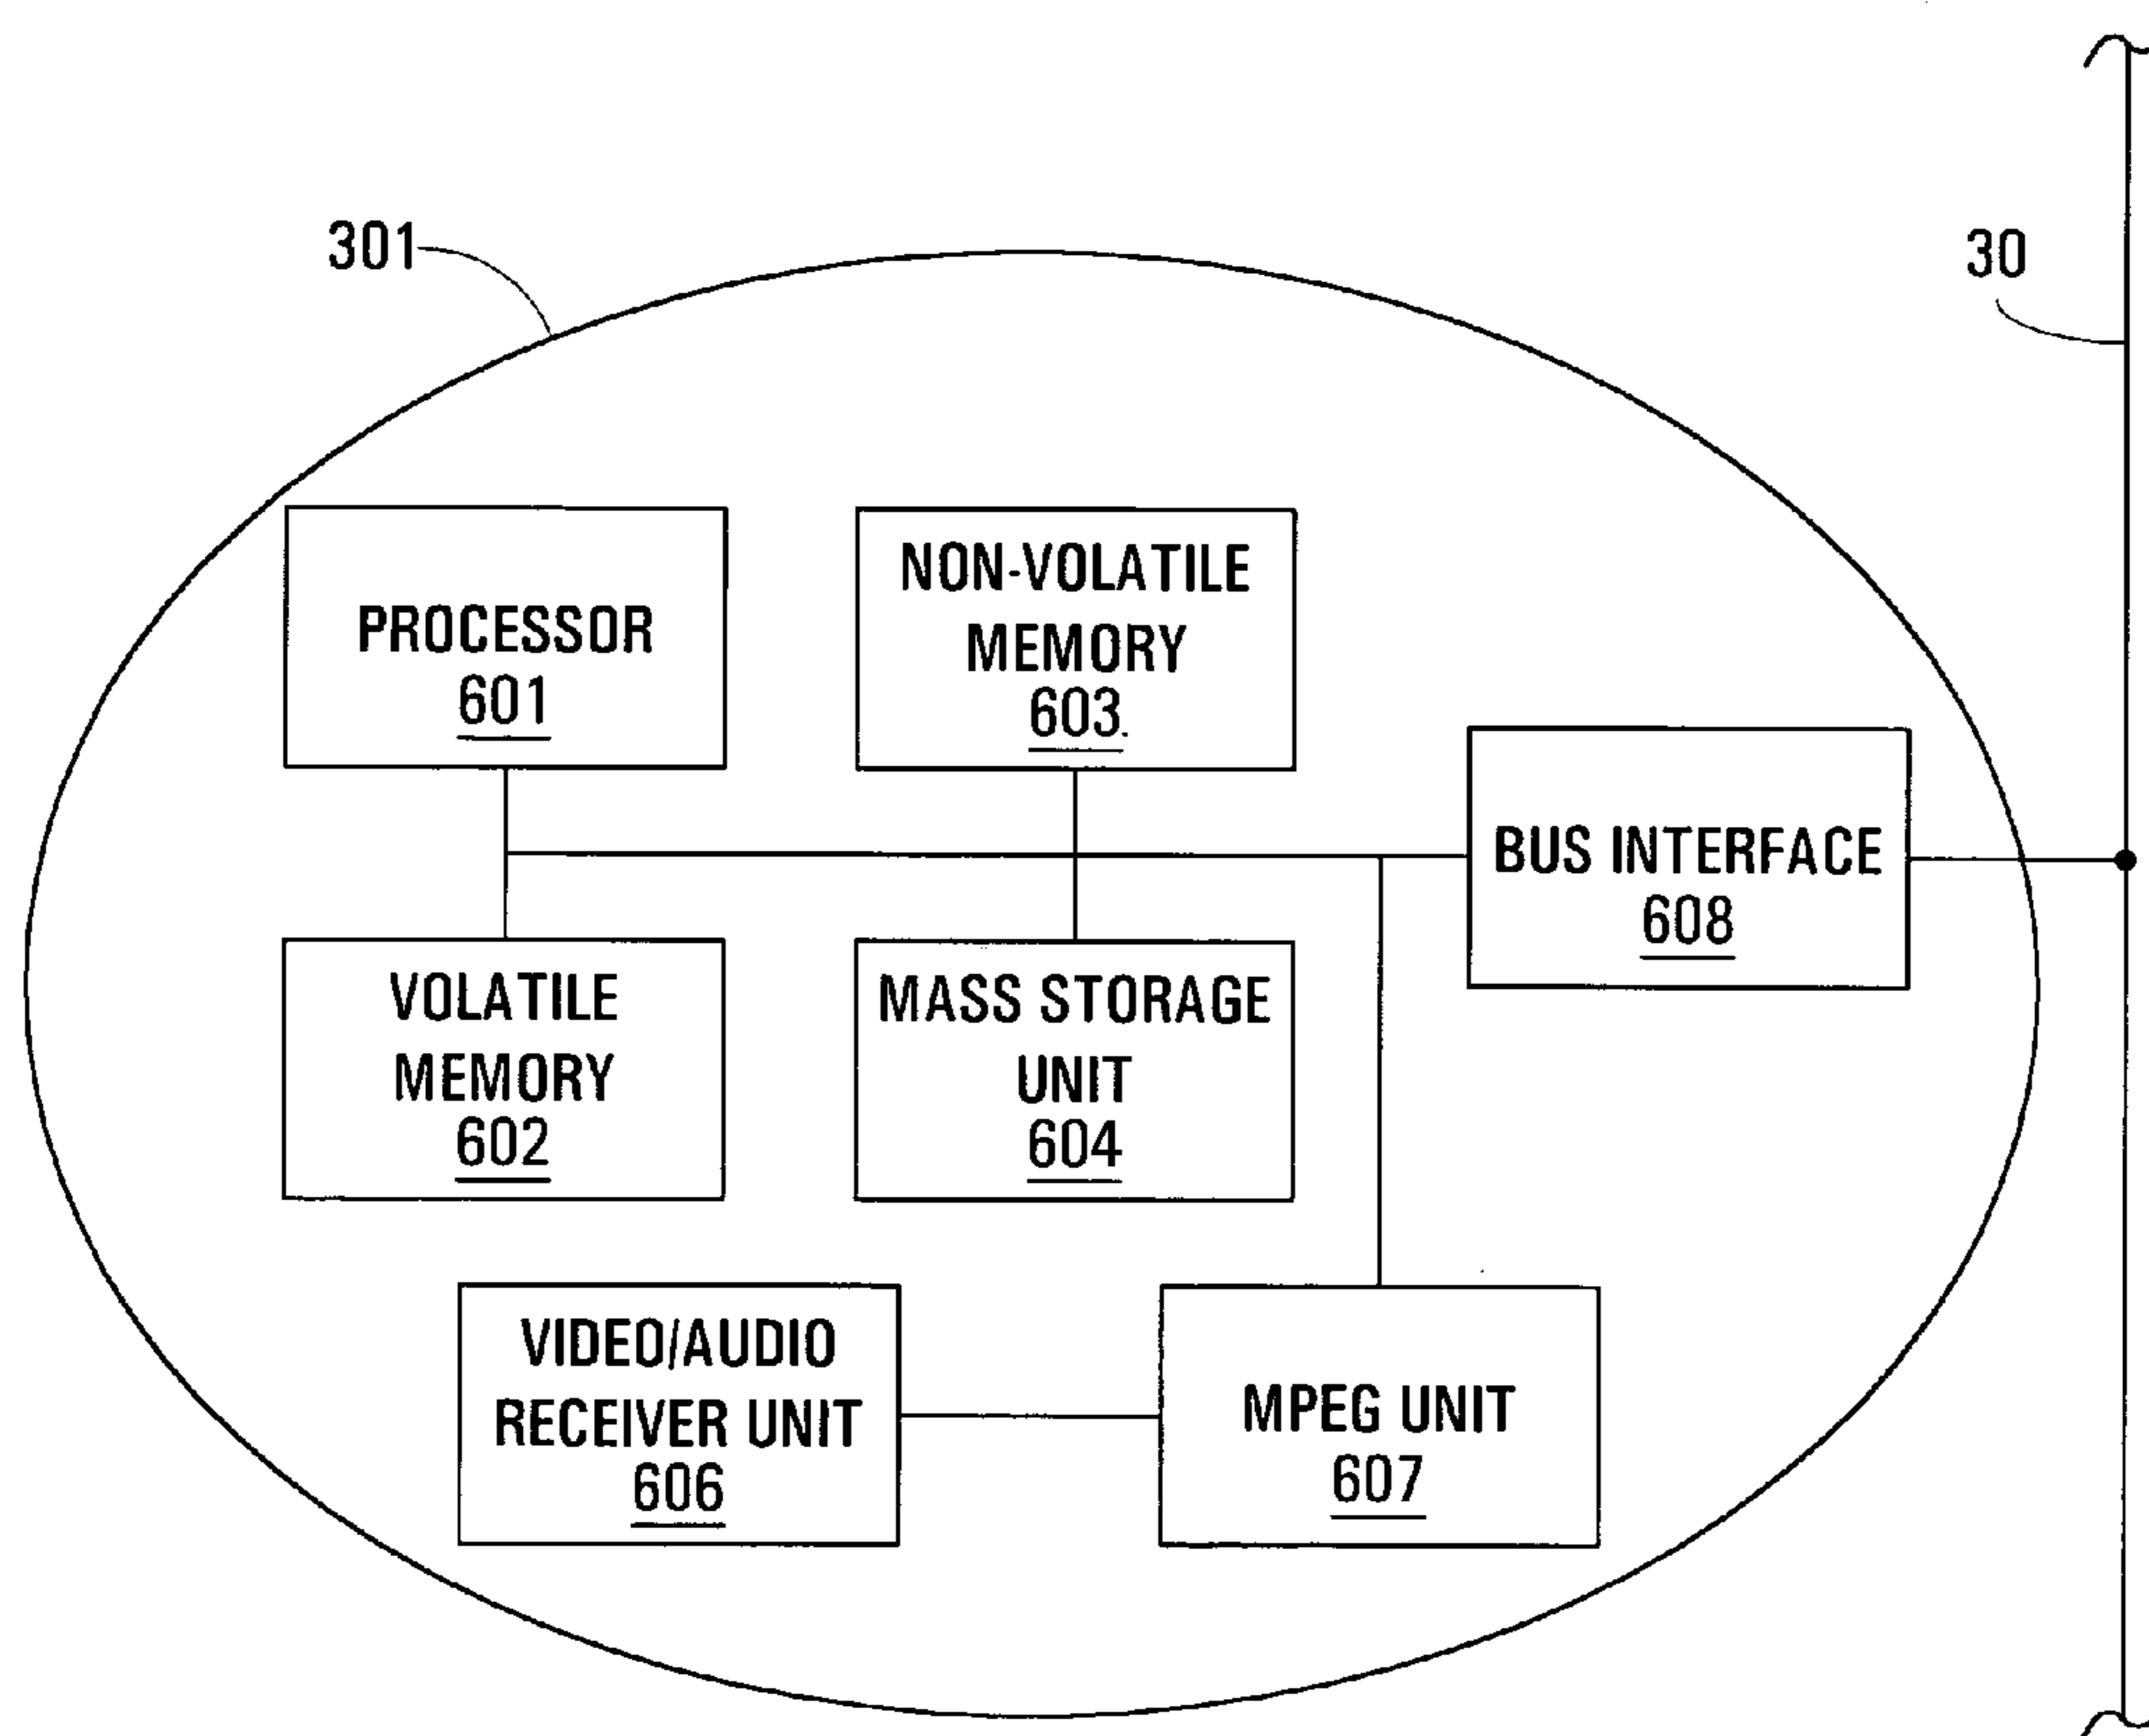 301
30
PROCESSOR
601
NON-VOLATILE
MEMORY
603
BUS INTERFACE
608
VOLATILE
MEMORY
602
MASS STORAGE
UNIT
604
VIDEO/AUDIO
RECEIVER UNIT
606
MPEG UNIT
607